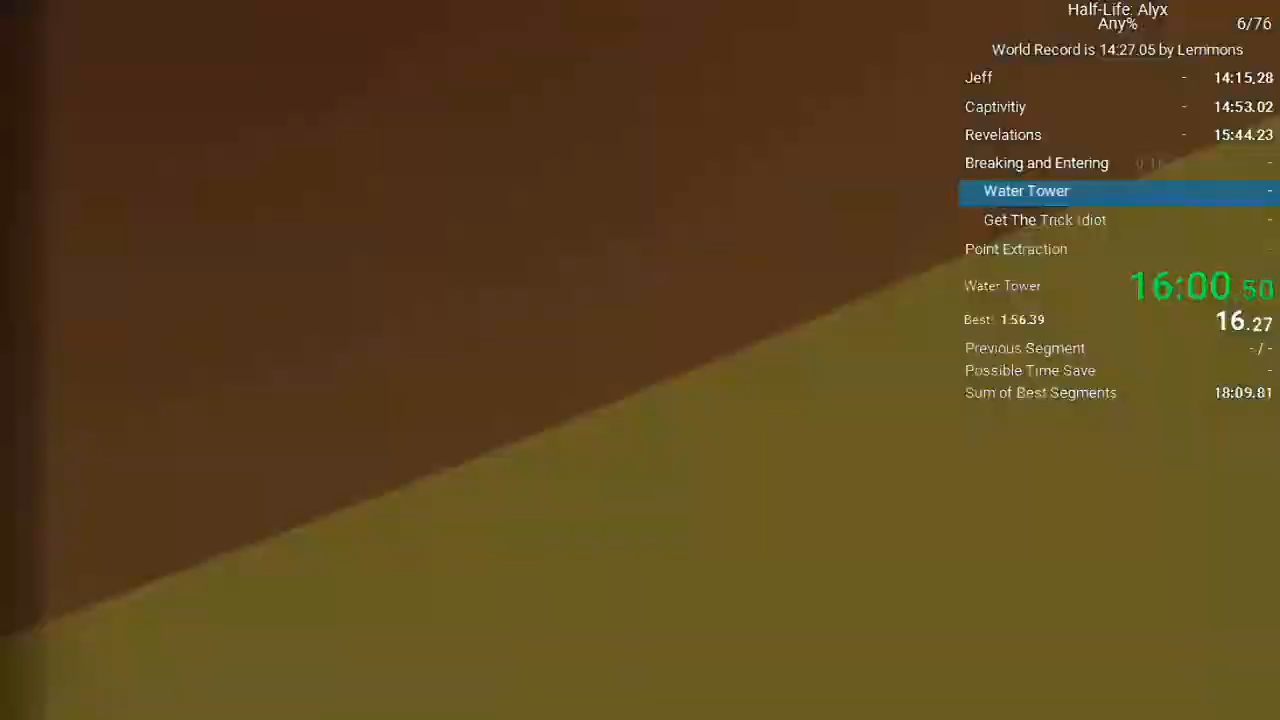 Half-Life: Alyx
Any% 6/76
World Record is 14:27.05 by Lemmons
Jeff - 14:15.28
Captivitiy - 14:53.02
Revelations - 15:44.23
Breaking and Entering -
Water Tower -
Get The Trick Idiot -
Point Extraction -
Water Tower 16:00.50
Best: 1:56.39 16.27
Previous Segment - / -
Possible Time Save -
Sum of Best Segments 18:09.81